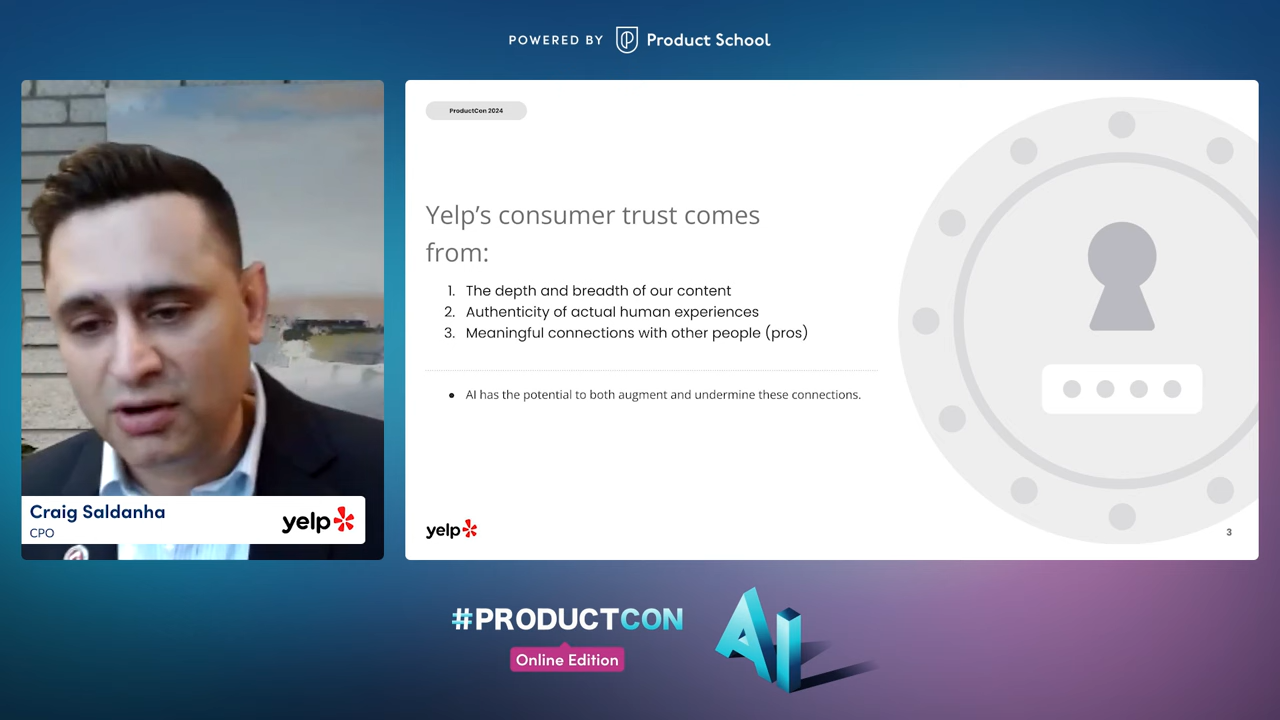 POWERED BY Product School
ProductCon 2024
Yelp’s consumer trust comes
from:
1. The depth and breadth of our content
2. Authenticity of actual human experiences
3. Meaningful connections with other people (pros)
● AI has the potential to both augment and undermine these connections.
yelp
3
Craig Saldanha
CPO
yelp
#PRODUCTCON
Online Edition
AI